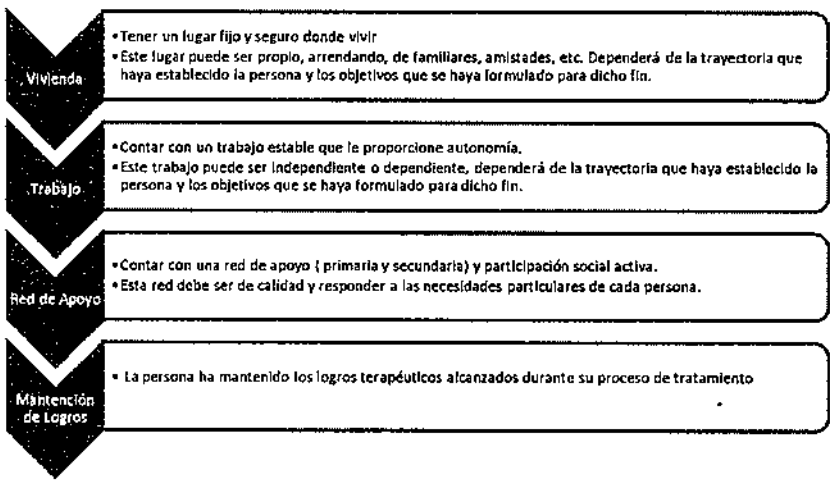 Vivienda
•Tener un lugar fijo y seguro donde vivir
•Este lugar puede ser propio, arrendando, de familiares, amistades, etc. Dependerá de la trayectoria que
haya establecido la persona y los objetivos que se haya formulado para dicho fin.
Trabajo
•Contar con un trabajo estable que le proporcione autonomía.
•Este trabajo puede ser independiente o dependiente, dependerá de la trayectoria que haya establecido la
persona y los objetivos que se haya formulado para dicho fin.
Red de Apoyo
•Contar con una red de apoyo ( primaria y secundaria) y participación social activa.
•Esta red debe ser de calidad y responder a las necesidades particulares de cada persona.
Mantención
de Logros
• La persona ha mantenido los logros terapéuticos alcanzados durante su proceso de tratamiento